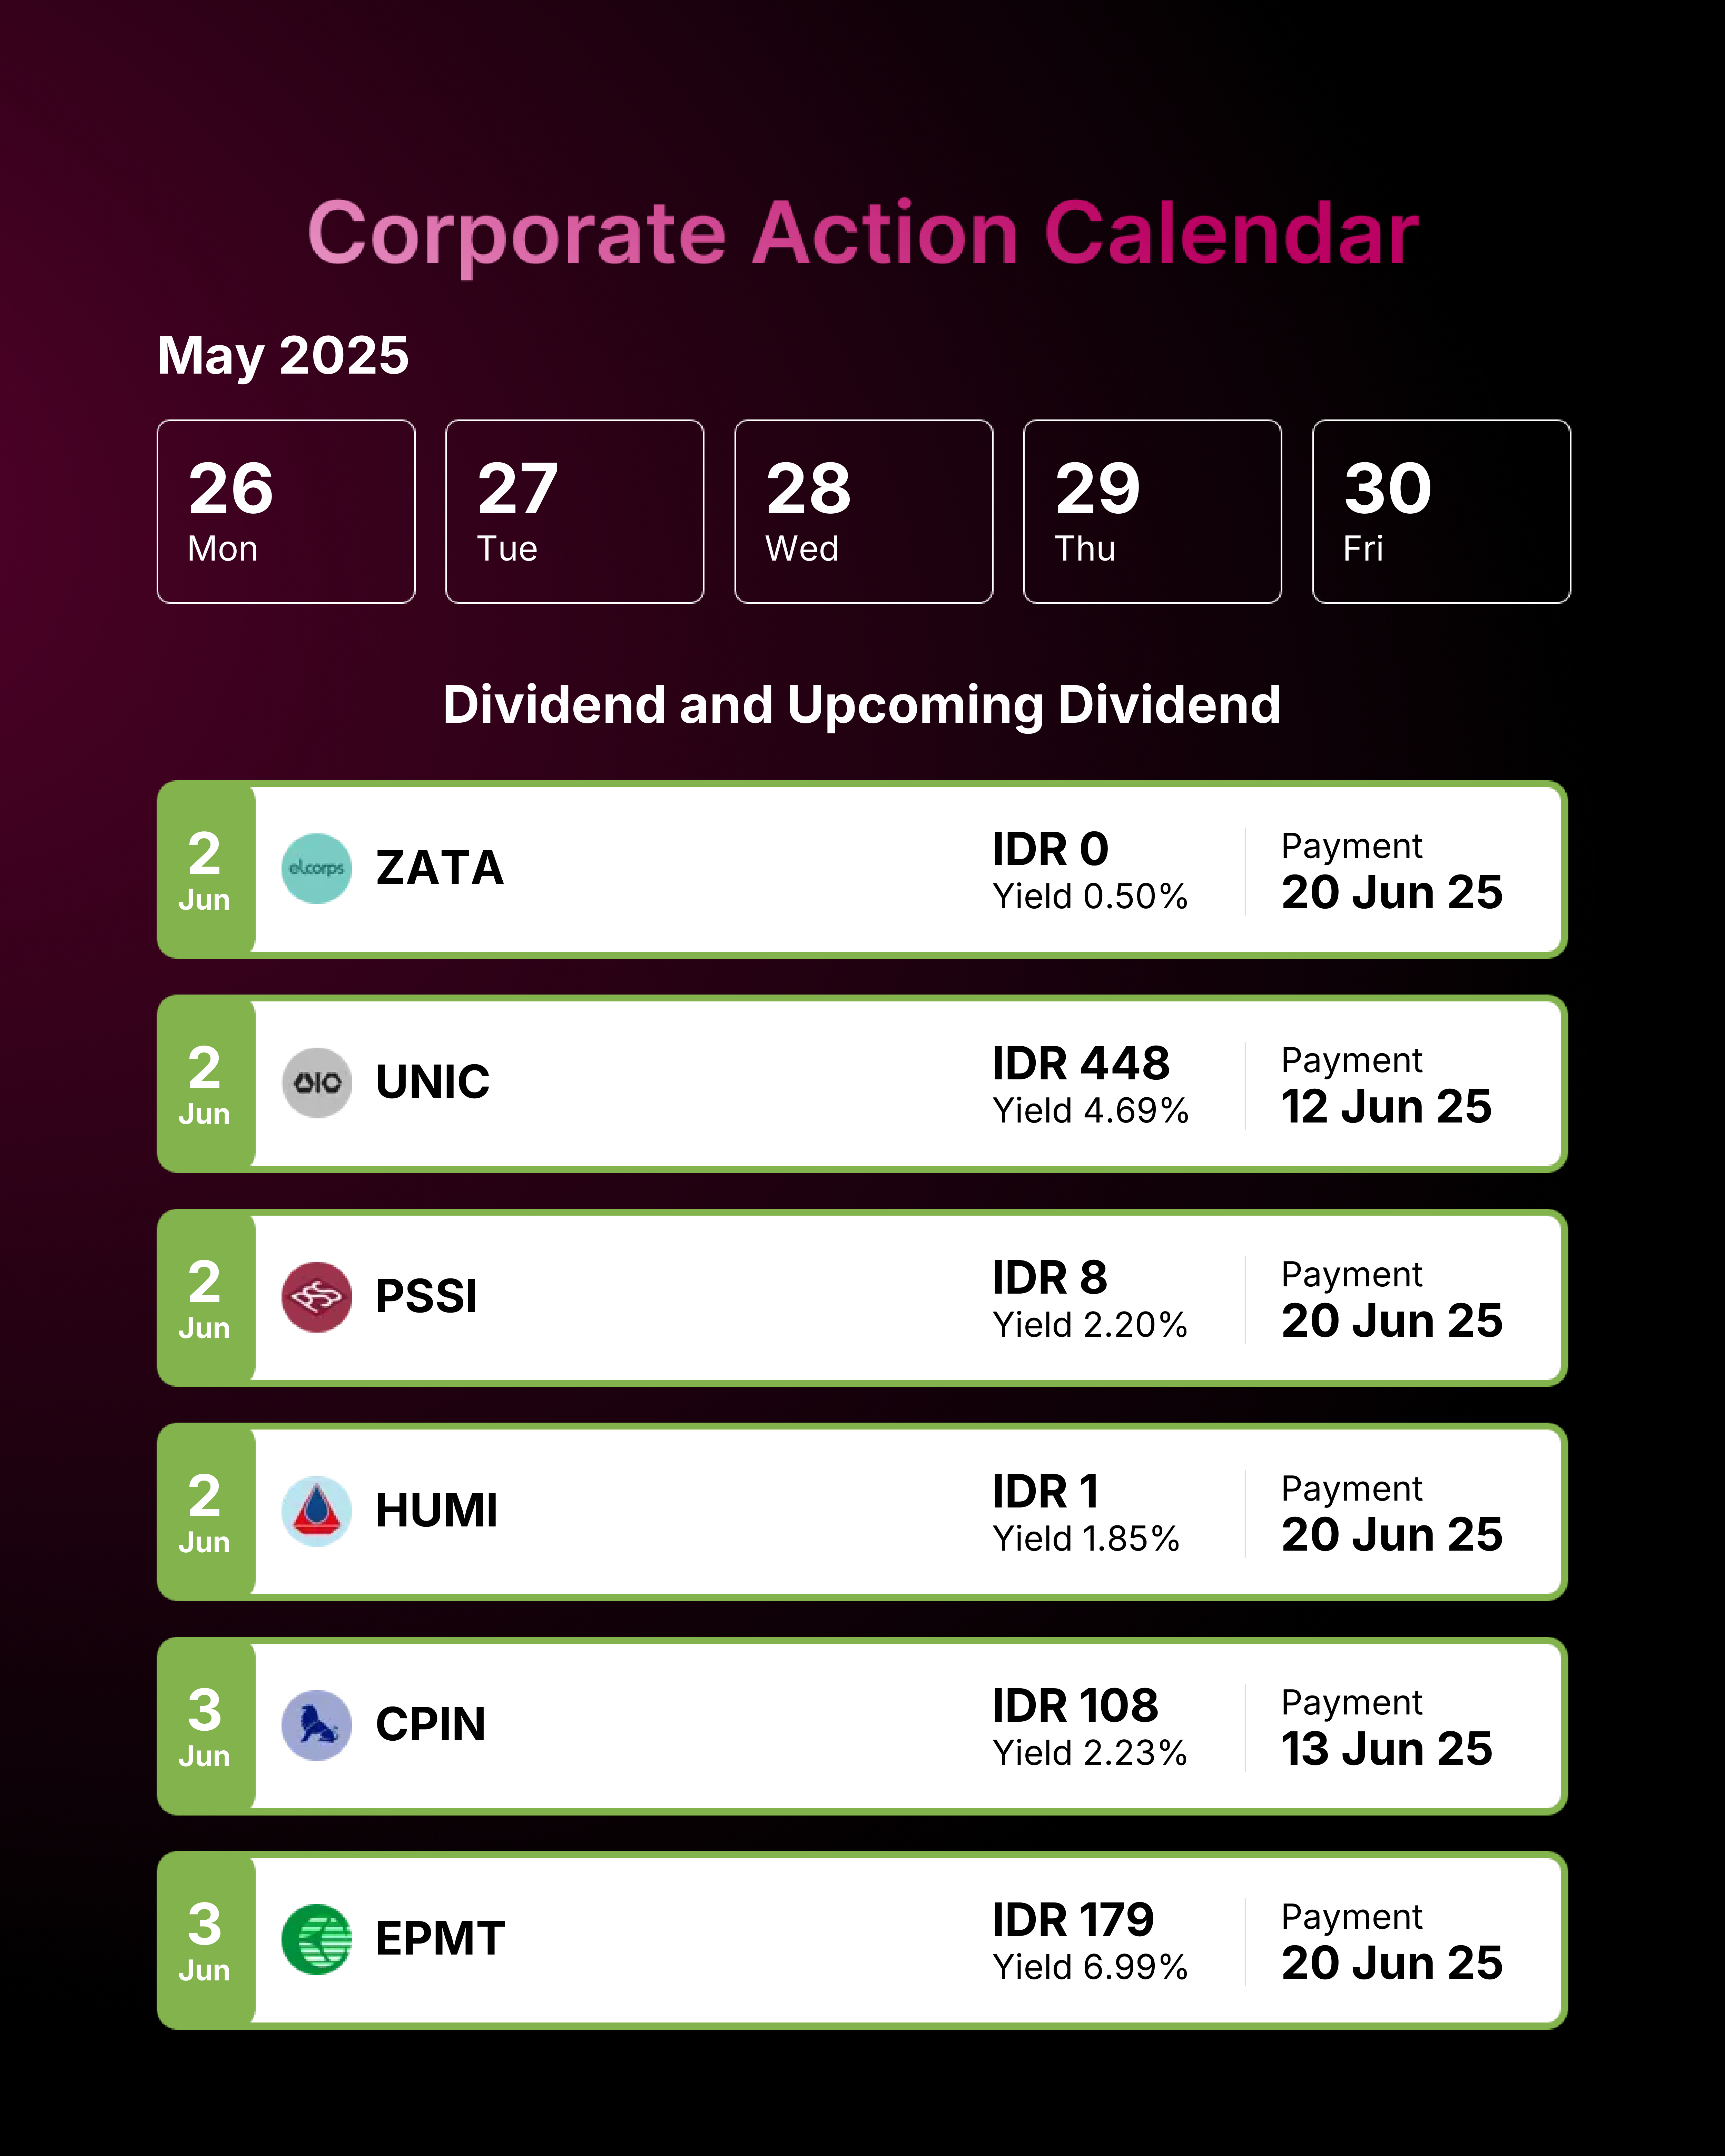 Corporate Action Calendar
May 2025
26
Mon
27
Tue
28
Wed
29
Thu
30
Fri
Dividend and Upcoming Dividend
2
Jun
elcorps
ZATA
IDR 0
Yield 0.50%
Payment
20 Jun 25
2
Jun
UNIC
IDR 448
Yield 4.69%
Payment
12 Jun 25
2
Jun
PSSI
IDR 8
Yield 2.20%
Payment
20 Jun 25
2
Jun
HUMI
IDR 1
Yield 1.85%
Payment
20 Jun 25
3
Jun
CPIN
IDR 108
Yield 2.23%
Payment
13 Jun 25
3
Jun
EPMT
IDR 179
Yield 6.99%
Payment
20 Jun 25